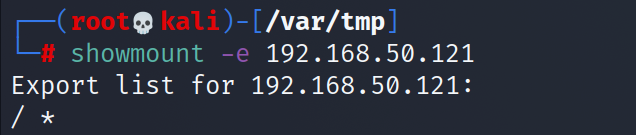 ┌──(root💀kali)-[/var/tmp]
└─# showmount -e 192.168.50.121
Export list for 192.168.50.121:
/ *